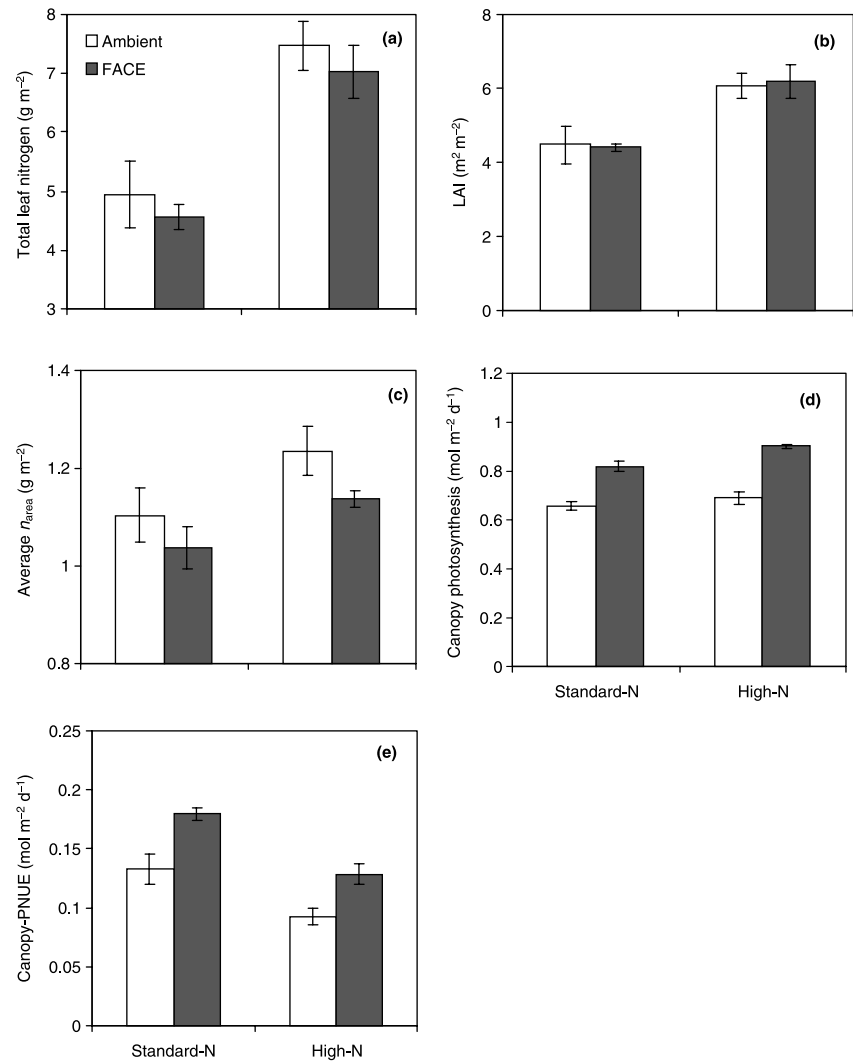 (a)
Ambient
FACE
Total leaf nitrogen (g m⁻²)
8
7
6
5
4
3
(b)
LAI (m² m⁻²)
8
6
4
2
0
(c)
Average n_area (g m⁻²)
1.4
1.2
1
0.8
(d)
Canopy photosynthesis (mol m⁻² d⁻¹)
1.2
1
0.8
0.6
0.4
0.2
0
Standard-N High-N
(e)
Canopy-PNUE (mol m⁻² d⁻¹)
0.25
0.2
0.15
0.1
0.05
0
Standard-N High-N